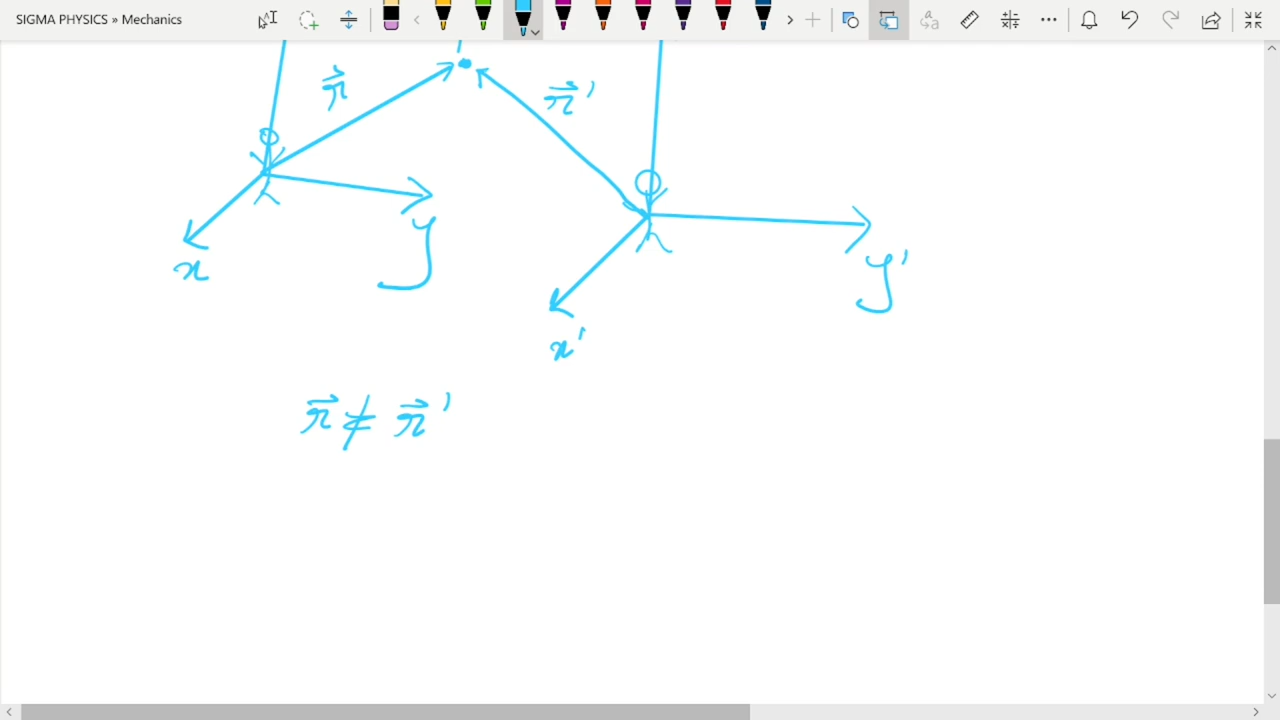 SIGMA PHYSICS » Mechanics
r⃗
r⃗ '
x
y
y'
x'
r⃗ ≠ r⃗ '